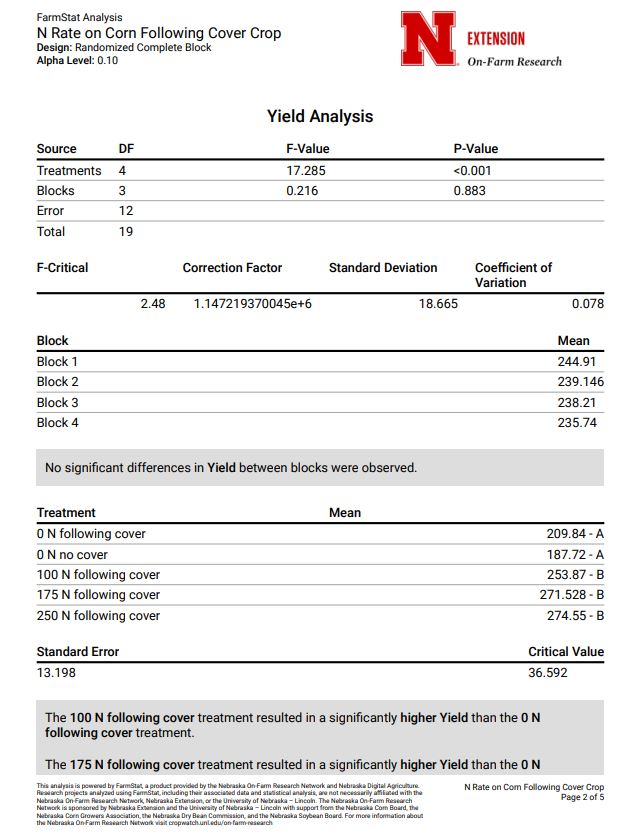 FarmStat Analysis
N Rate on Corn Following Cover Crop
Design: Randomized Complete Block
Alpha Level: 0.10
N
EXTENSION
On-Farm Research
Yield Analysis
Source DF F-Value P-Value
Treatments 4 17.285 <0.001
Blocks 3 0.216 0.883
Error 12
Total 19
F-Critical Correction Factor Standard Deviation Coefficient of
Variation
2.48 1.147219370045e+6 18.665 0.078
Block Mean
Block 1 244.91
Block 2 239.146
Block 3 238.21
Block 4 235.74
No significant differences in Yield between blocks were observed.
Treatment Mean
0 N following cover 209.84 - A
0 N no cover 187.72 - A
100 N following cover 253.87 - B
175 N following cover 271.528 - B
250 N following cover 274.55 - B
Standard Error Critical Value
13.198 36.592
The 100 N following cover treatment resulted in a significantly higher Yield than the 0 N
following cover treatment.
The 175 N following cover treatment resulted in a significantly higher Yield than the 0 N
This analysis is powered by FarmStat, a product provided by the Nebraska On-Farm Research Network and Nebraska Digital Agriculture.
Research projects analyzed using FarmStat, including their associated data and statistical analysis, are not necessarily affiliated with the
Nebraska On-Farm Research Network, Nebraska Extension, or the University of Nebraska – Lincoln. The Nebraska On-Farm Research
Network is sponsored by Nebraska Extension and the University of Nebraska – Lincoln with support from the Nebraska Corn Board, the
Nebraska Corn Growers Association, the Nebraska Dry Bean Commission, and the Nebraska Soybean Board. For more information about
the Nebraska On-Farm Research Network visit cropwatch.unl.edu/on-farm-research
N Rate on Corn Following Cover Crop
Page 2 of 5